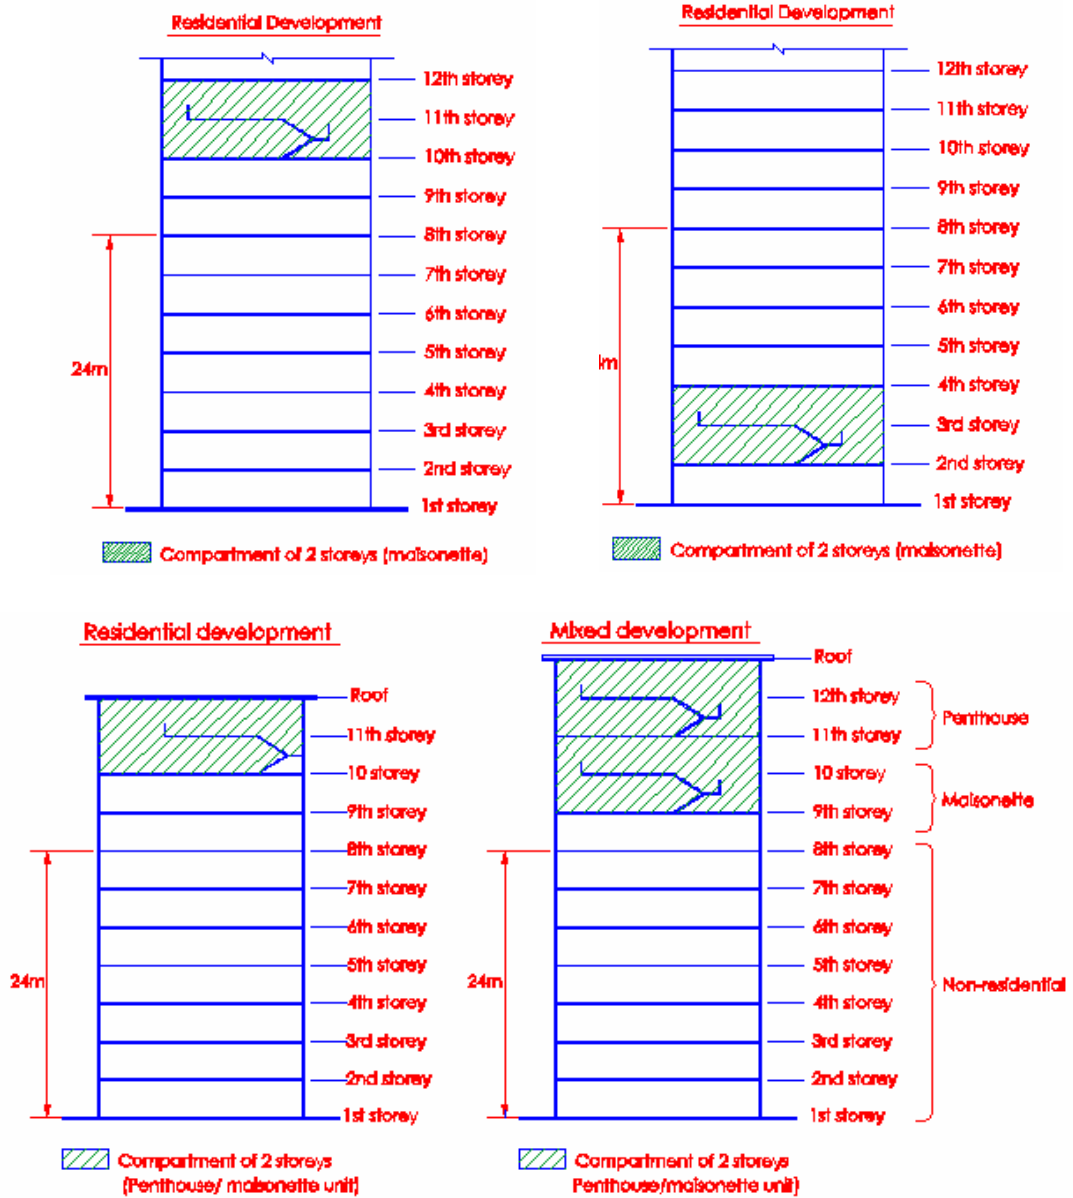 Residential Development
12th storey
11th storey
10th storey
9th storey
8th storey
7th storey
6th storey
5th storey
24m
4th storey
3rd storey
2nd storey
1st storey
Compartment of 2 storeys (maisonette)
Residential Development
12th storey
11th storey
10th storey
9th storey
8th storey
7th storey
6th storey
5th storey
m
4th storey
3rd storey
2nd storey
1st storey
Compartment of 2 storeys (maisonette)
Residential development
Roof
11th storey
10 storey
9th storey
8th storey
7th storey
6th storey
5th storey
24m
4th storey
3rd storey
2nd storey
1st storey
Compartment of 2 storeys
(Penthouse/ maisonette unit)
Mixed development
Roof
12th storey
Penthouse
11th storey
10 storey
Maisonette
9th storey
8th storey
7th storey
6th storey
5th storey
24m
Non-residential
4th storey
3rd storey
2nd storey
1st storey
Compartment of 2 storeys
Penthouse/maisonette unit)